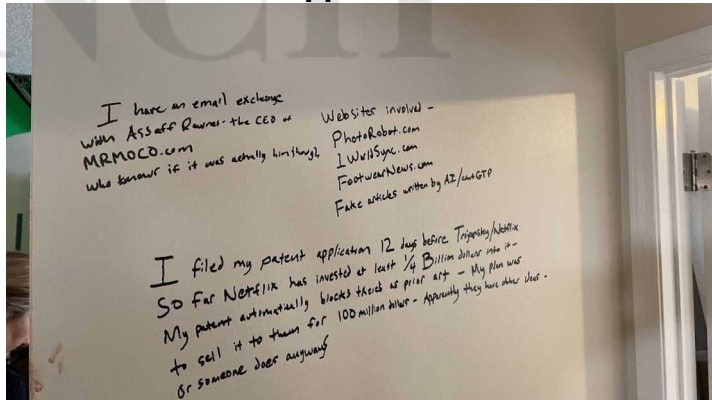 NCH
I have an email exchange
with Assaff Rawner - the CEO of
MRMOCO.com
who knows if it was actually him though,
Websites involved -
PhotoRobot.com
1WorldSync.com
FootwearNews.com
Fake articles written by AI/chatGTP
I filed my patent application 12 days before Tripensky/Netflix
So far Netflix has invested at least 1/4 Billion dollars into it -
My patent automatically blocked theirs as prior art - My plan was
to sell it to them for 100 million dollars - Apparently they have other ideas.
or someone does anyways